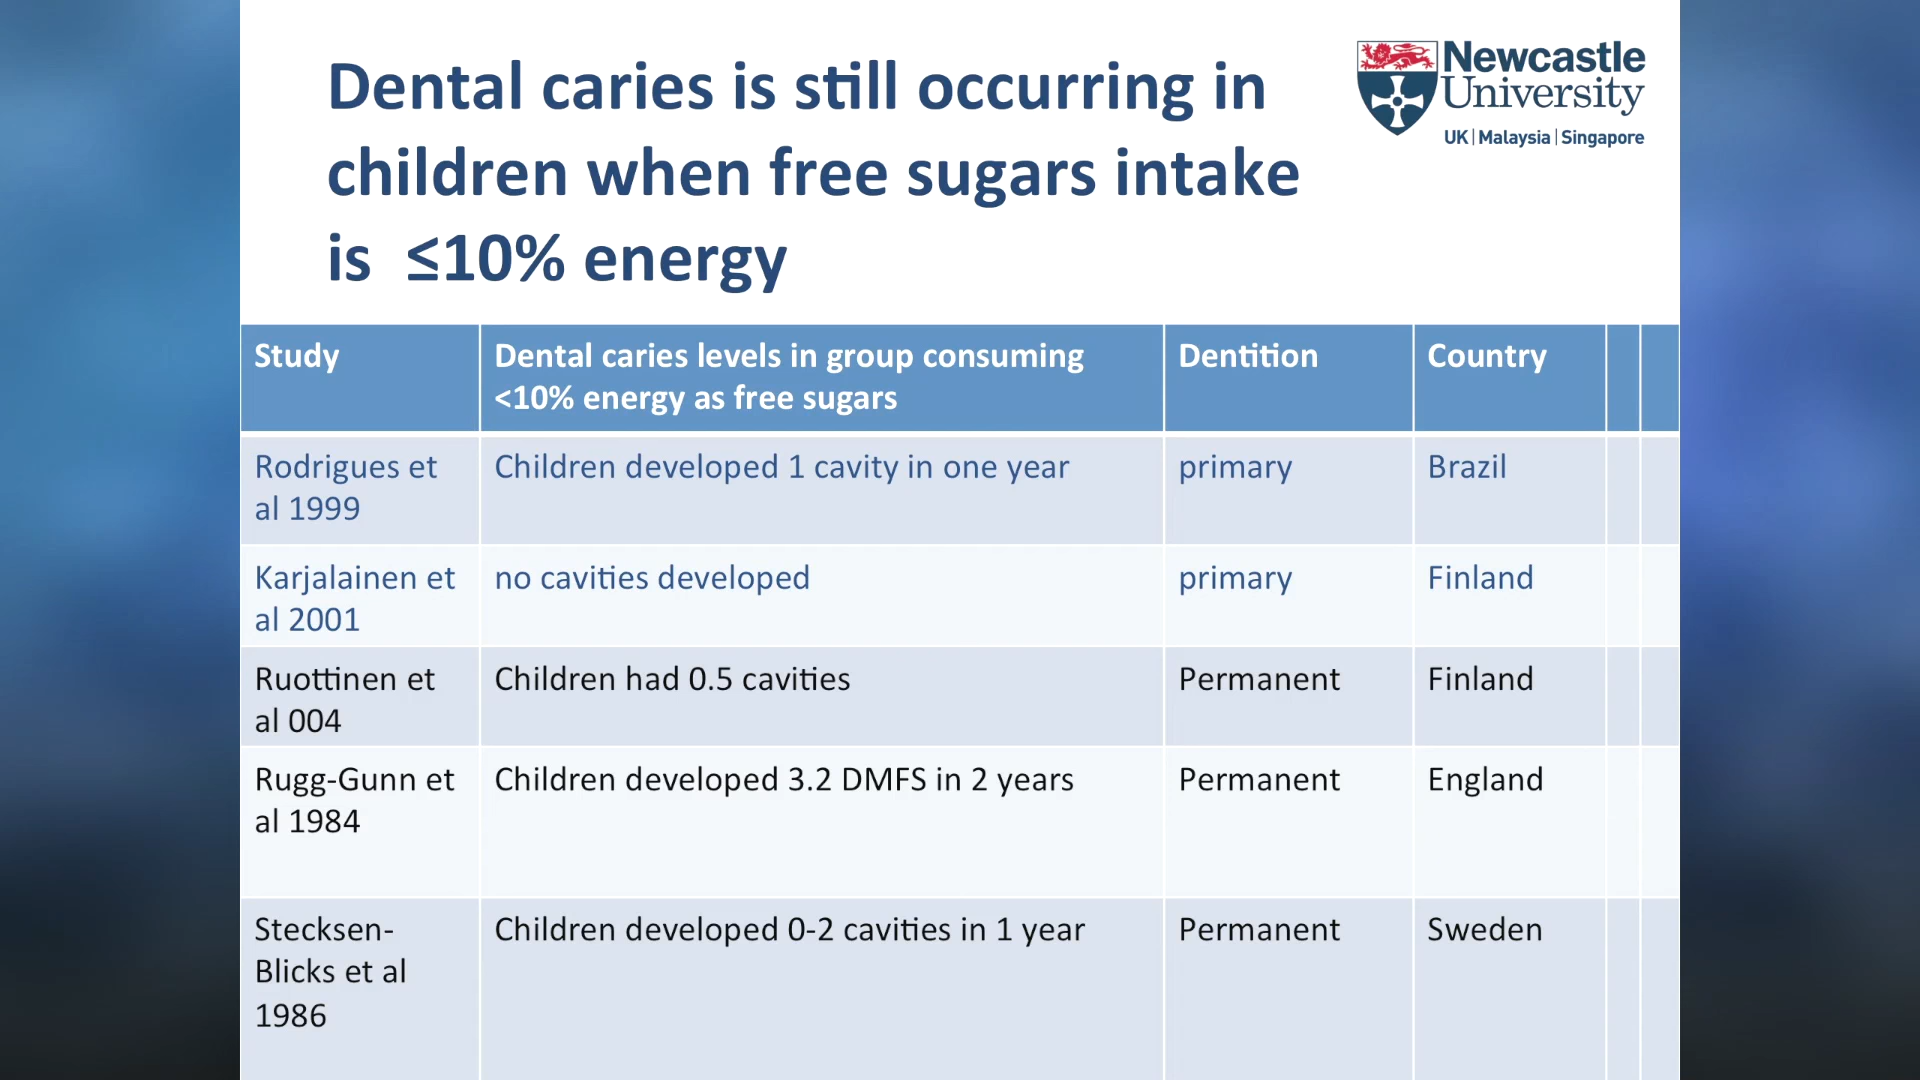 Dental caries is still occurring in
children when free sugars intake
is ≤10% energy
Newcastle
University
UK | Malaysia | Singapore
Study
Dental caries levels in group consuming
<10% energy as free sugars
Dentition
Country
Rodrigues et
al 1999
Children developed 1 cavity in one year
primary
Brazil
Karjalainen et
al 2001
no cavities developed
primary
Finland
Ruottinen et
al 004
Children had 0.5 cavities
Permanent
Finland
Rugg-Gunn et
al 1984
Children developed 3.2 DMFS in 2 years
Permanent
England
Stecksen-
Blicks et al
1986
Children developed 0-2 cavities in 1 year
Permanent
Sweden